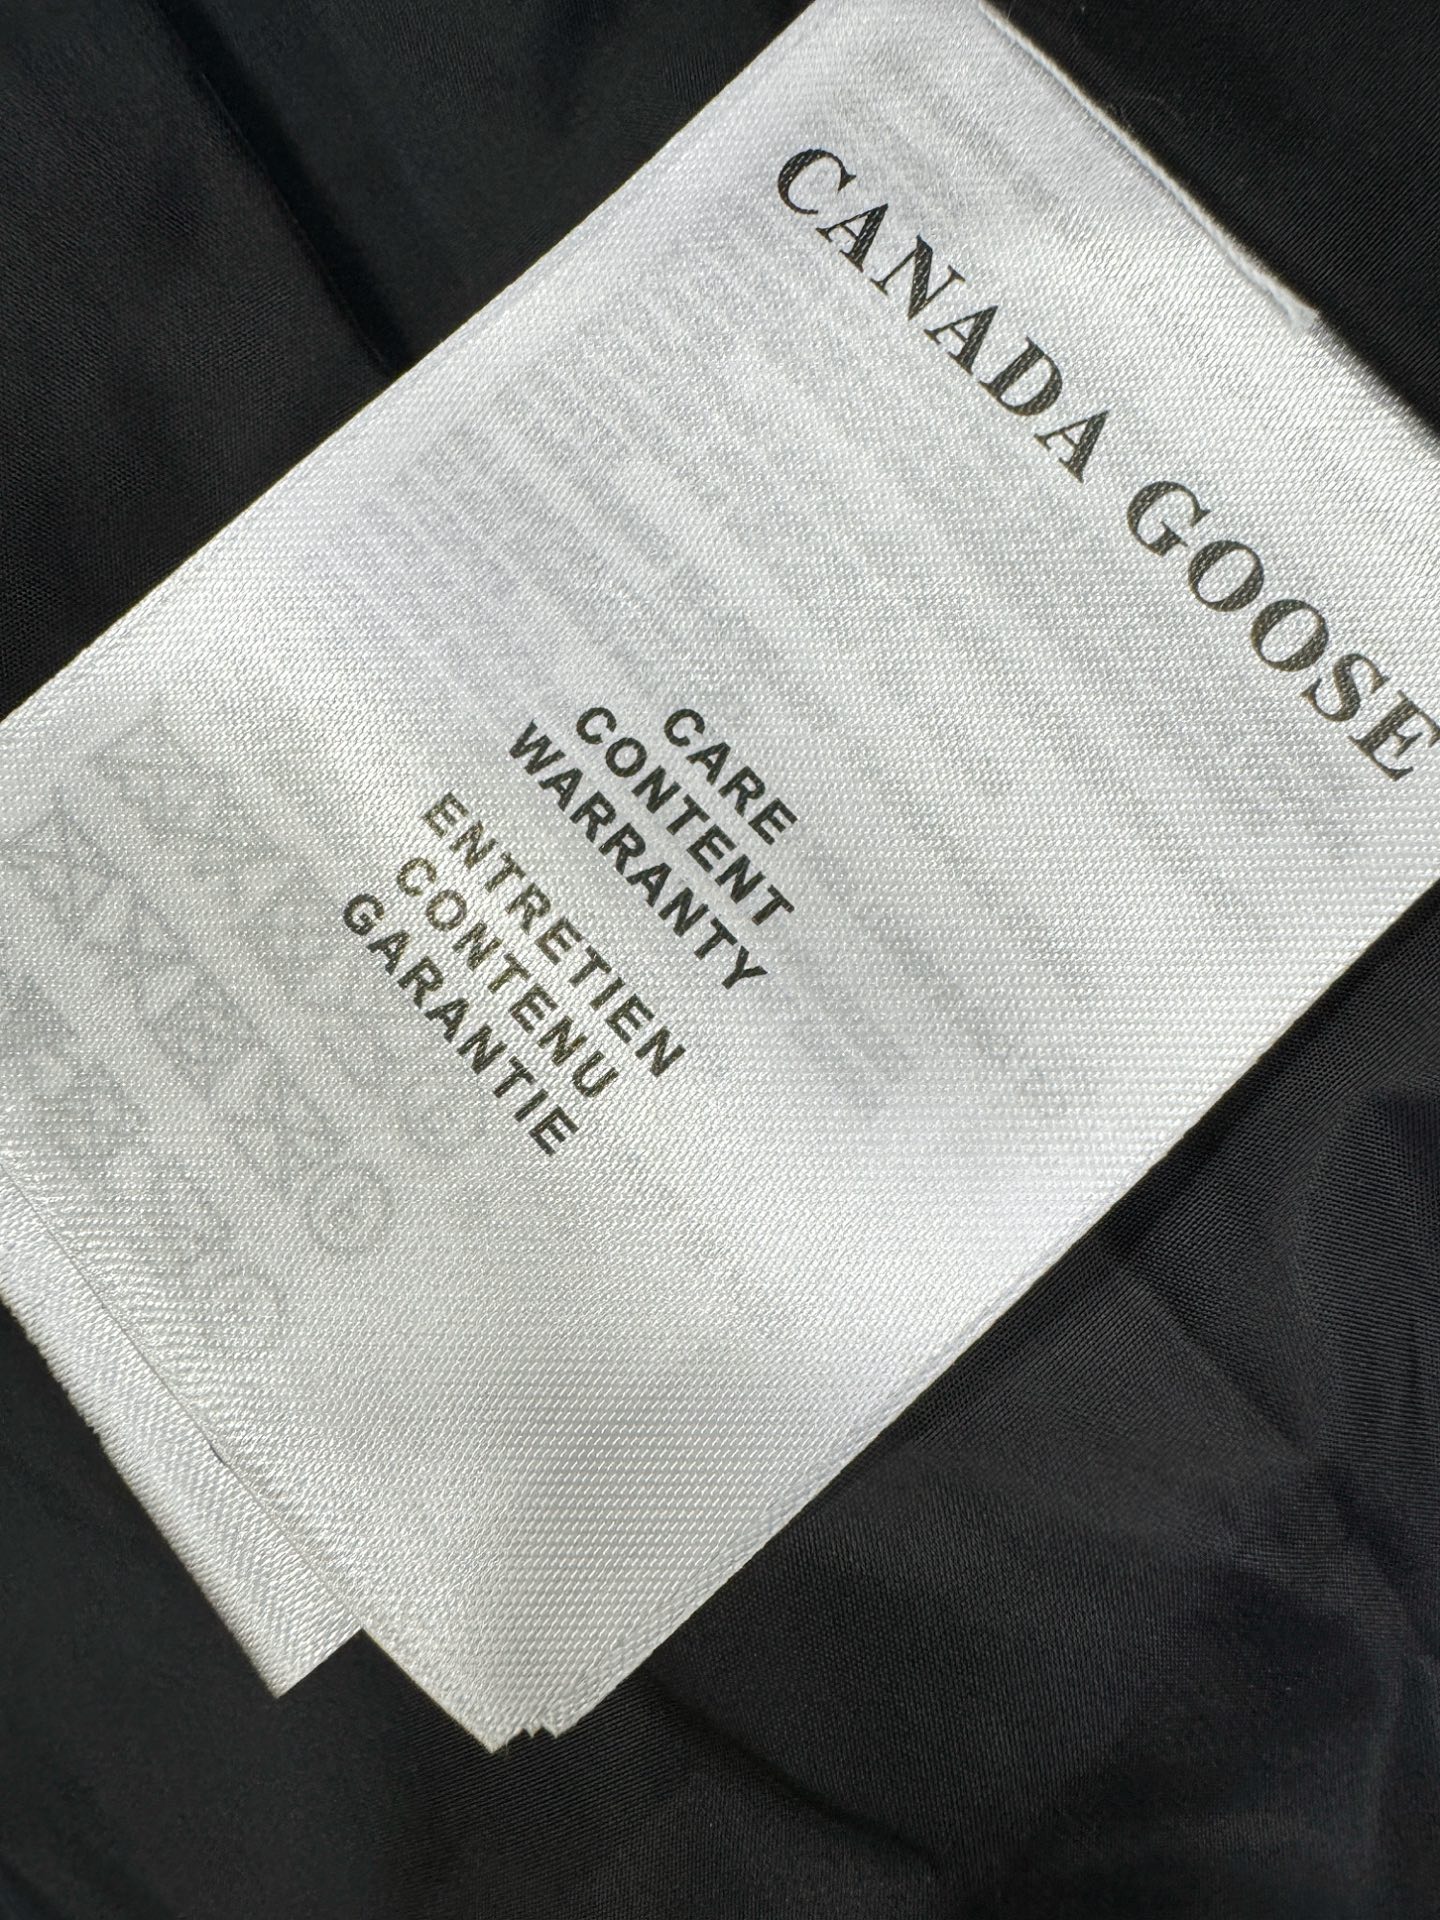 CANADA GOOSE
CARE
CONTENT
WARRANTY
ENTRETIEN
CONTENU
GARANTIE